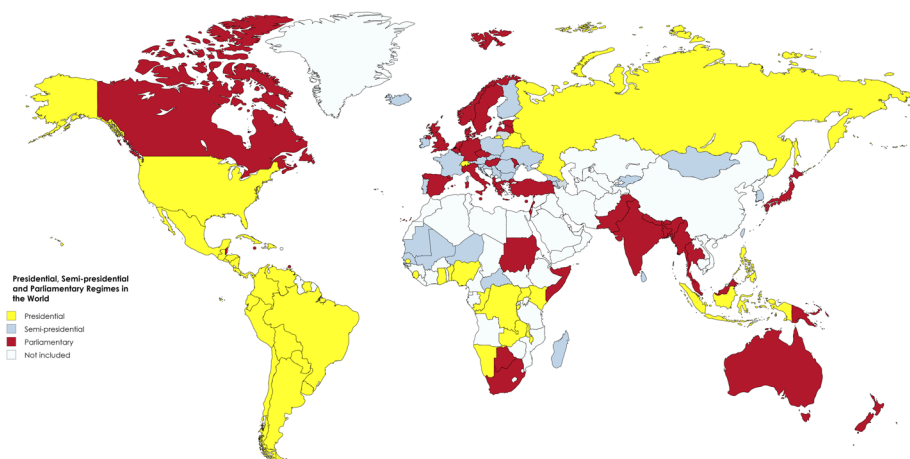 Presidential, Semi-presidential
and Parliamentary Regimes in
the World
Presidential
Semi-presidential
Parliamentary
Not included